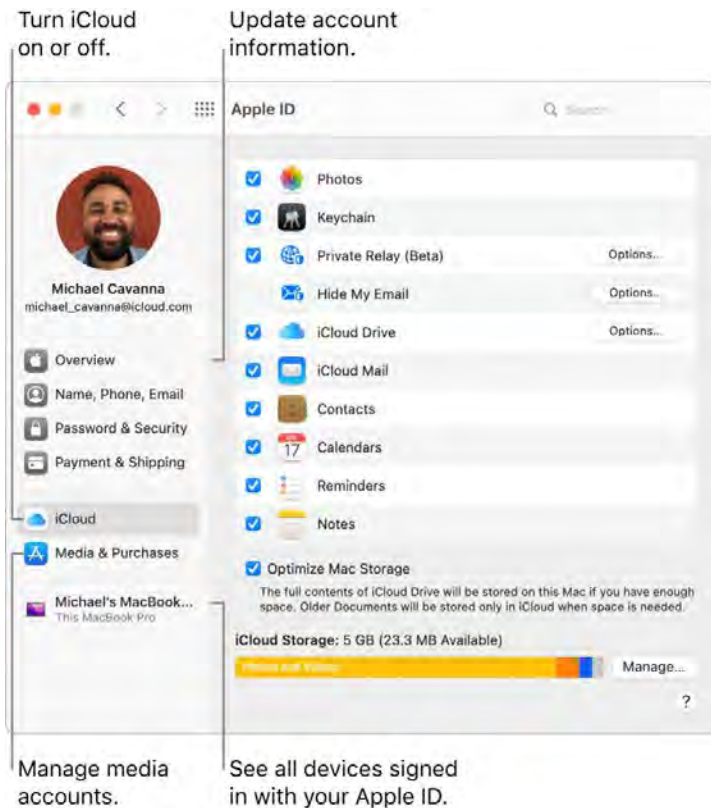 Turn iCloud
on or off.
Update account
information.
Apple ID
Search
Michael Cavanna
michael_cavanna@icloud.com
Overview
Name, Phone, Email
Password & Security
Payment & Shipping
iCloud
Media & Purchases
Michael's MacBook...
This MacBook Pro
Photos
Keychain
Private Relay (Beta)
Options...
Hide My Email
Options...
iCloud Drive
Options...
iCloud Mail
Contacts
17
Calendars
Reminders
Notes
Optimize Mac Storage
The full contents of iCloud Drive will be stored on this Mac if you have enough
space. Older Documents will be stored only in iCloud when space is needed.
iCloud Storage: 5 GB (23.3 MB Available)
Photos and Videos
Manage...
?
Manage media
accounts.
See all devices signed
in with your Apple ID.